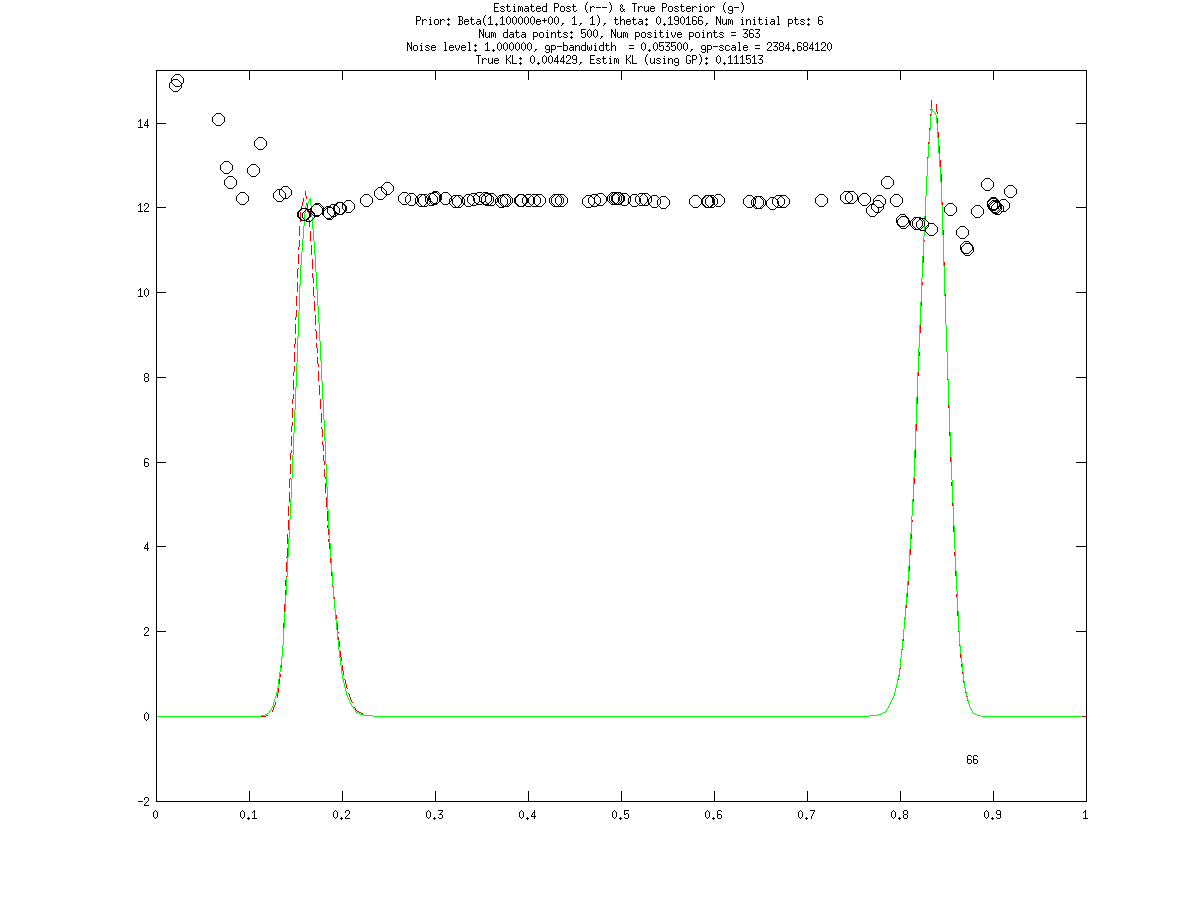 Estimated Post (r--) & True Posterior (g-)
Prior: Beta(1.100000e+00, 1, 1), theta: 0.190166, Num initial pts: 6
Num data points: 500, Num positive points = 363
Noise level: 1.000000, gp-bandwidth  = 0.053500, gp-scale = 2384.684120
True KL: 0.004429, Estim KL (using GP): 0.111513
14
12
10
8
6
4
2
0
66
-2
0 0.1 0.2 0.3 0.4 0.5 0.6 0.7 0.8 0.9 1